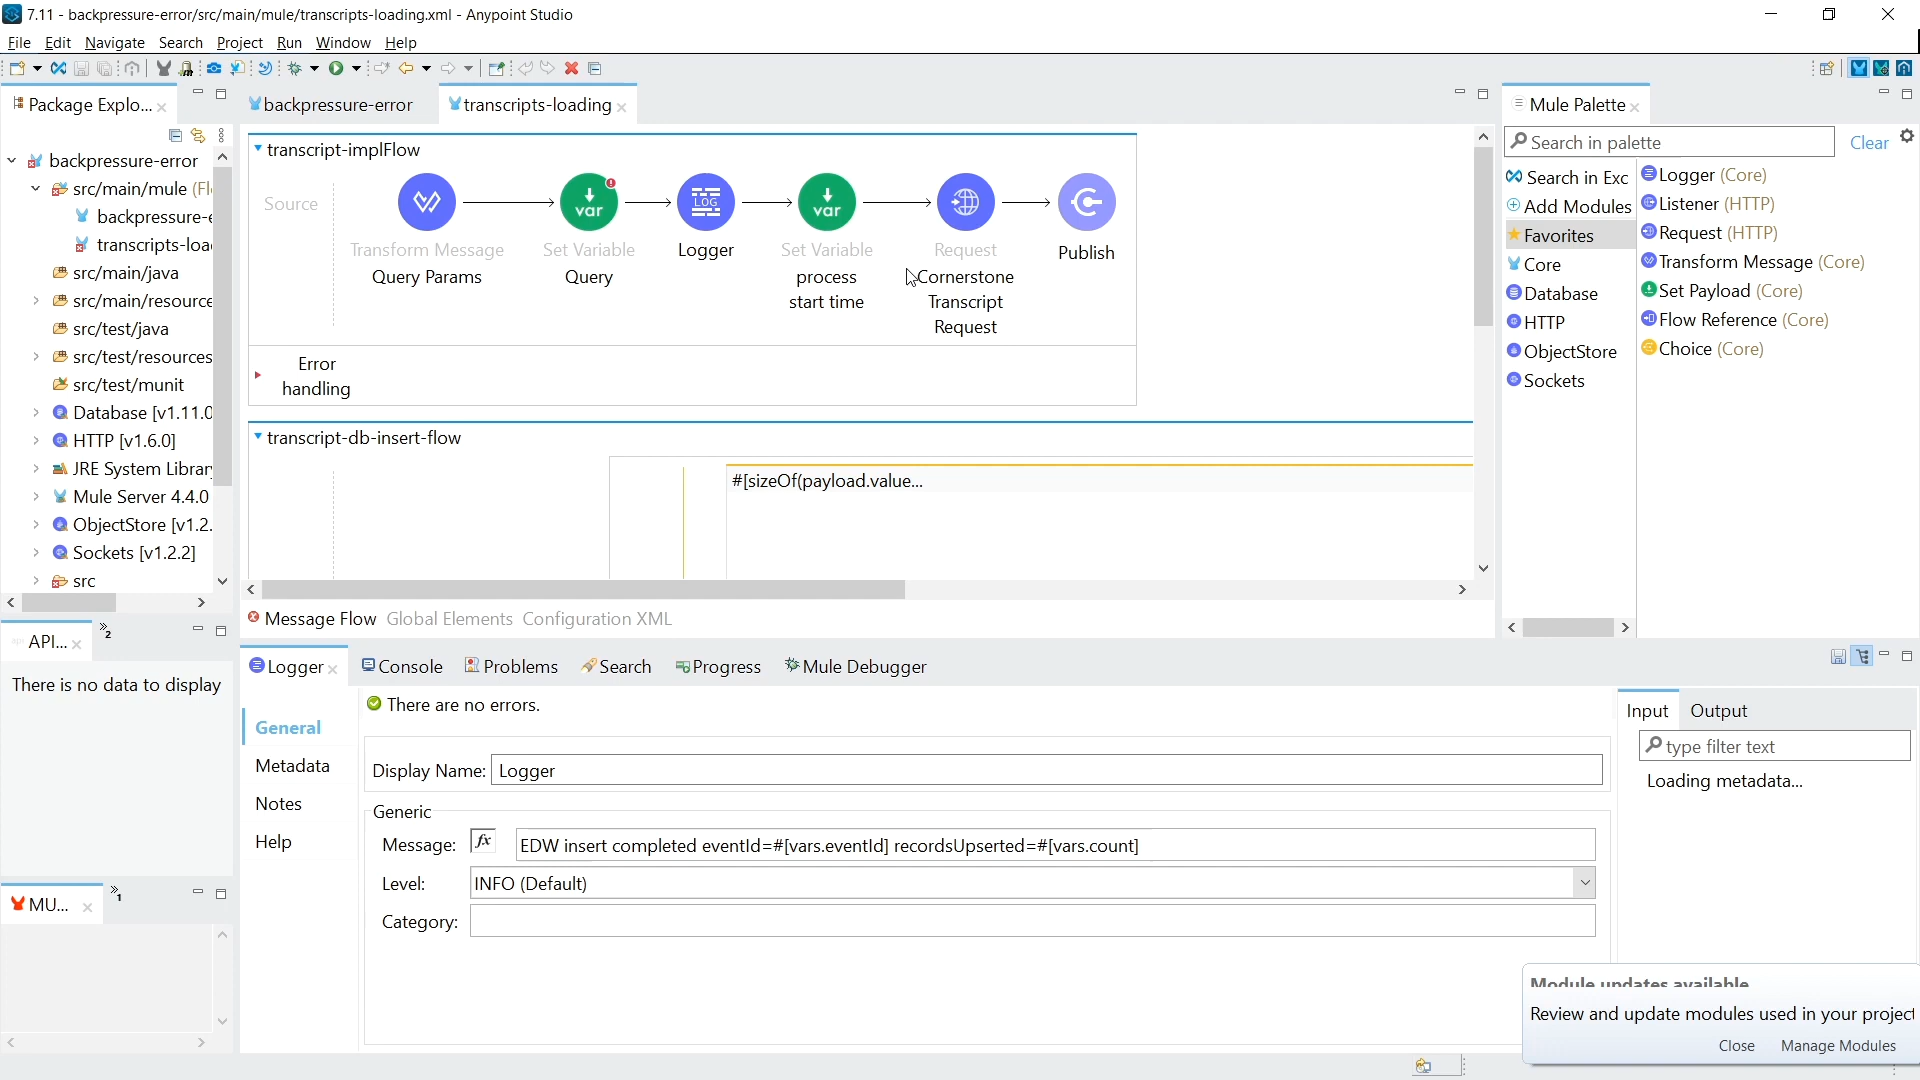 7.11 - backpressure-error/src/main/mule/transcripts-loading.xml - Anypoint Studio
File Edit Navigate Search Project Run Window Help
Package Explo...
backpressure-error
transcripts-loading
Mule Palette
backpressure-error
src/main/mule (Fl
backpressure-e
transcripts-loa
src/main/java
src/main/resource
src/test/java
src/test/resources
src/test/munit
Database [v1.11.0
HTTP [v1.6.0]
JRE System Librar
Mule Server 4.4.0
ObjectStore [v1.2.
Sockets [v1.2.2]
src
transcript-implFlow
Source
Transform Message
Query Params
var
Set Variable
Query
LOG
Logger
var
Set Variable
process
start time
Request
Cornerstone
Transcript
Request
Publish
Error
handling
transcript-db-insert-flow
#[sizeOf(payload.value...
Message Flow Global Elements Configuration XML
Search in palette
Clear
Search in Exc
Add Modules
Favorites
Core
Database
HTTP
ObjectStore
Sockets
Logger (Core)
Listener (HTTP)
Request (HTTP)
Transform Message (Core)
Set Payload (Core)
Flow Reference (Core)
Choice (Core)
API...
2
There is no data to display
MU...
1
Logger
Console
Problems
Search
Progress
Mule Debugger
There are no errors.
General
Metadata
Notes
Help
Display Name: Logger
Generic
Message: fx EDW insert completed eventId=#[vars.eventId] recordsUpserted=#[vars.count]
Level: INFO (Default)
Category:
Input Output
type filter text
Loading metadata...
Module updates available
Review and update modules used in your project
Close Manage Modules